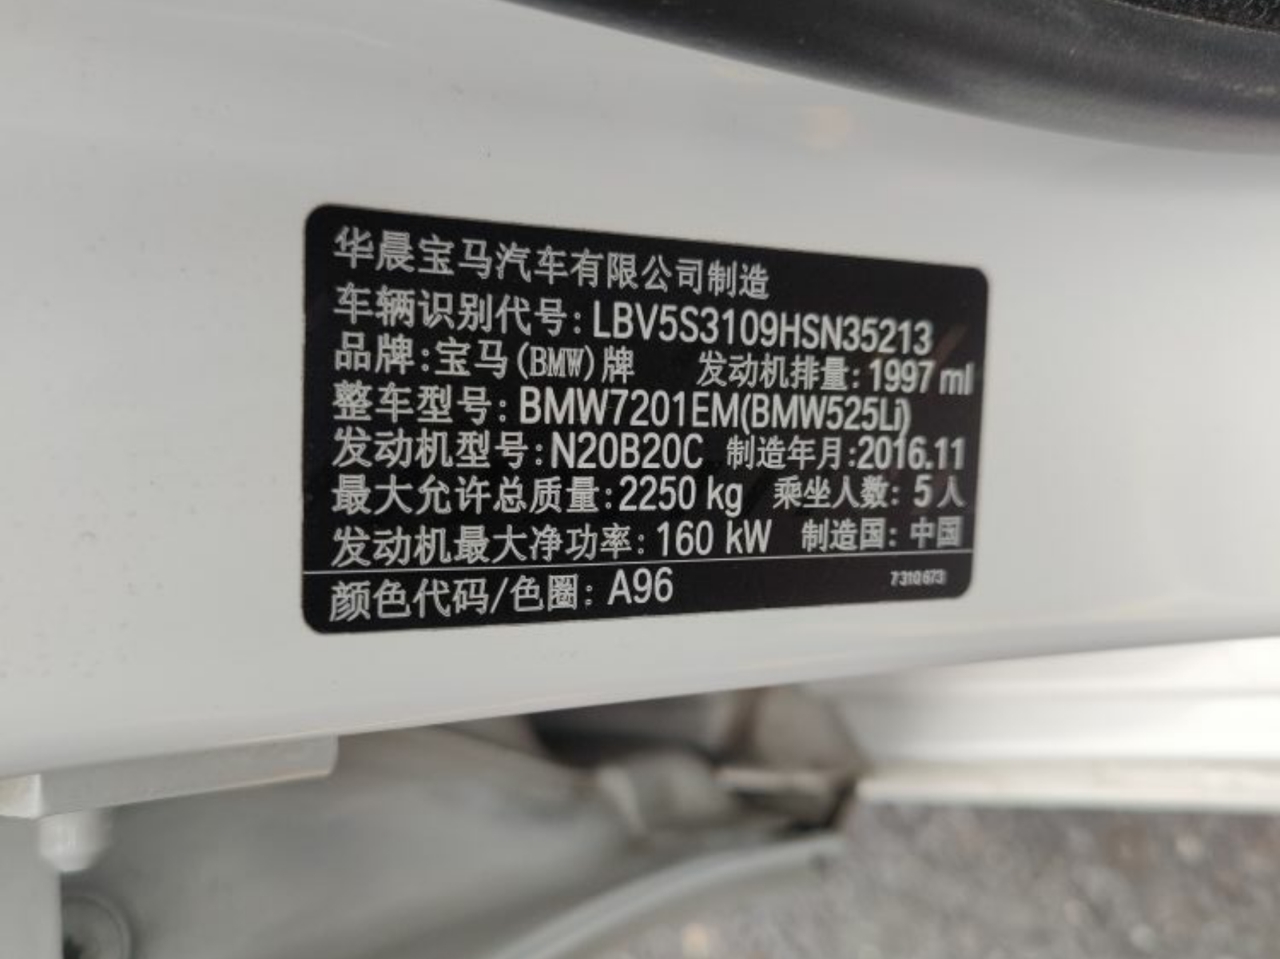 华晨宝马汽车有限公司制造
车辆识别代号: LBV5S3109HSN35213
品牌: 宝马(BMW)牌 发动机排量: 1997 ml
整车型号: BMW7201EM(BMW525Li)
发动机型号: N20B20C 制造年月: 2016.11
最大允许总质量: 2250 kg 乘坐人数: 5人
发动机最大净功率: 160 kW 制造国: 中国
颜色代码/色圈: A96 7310673